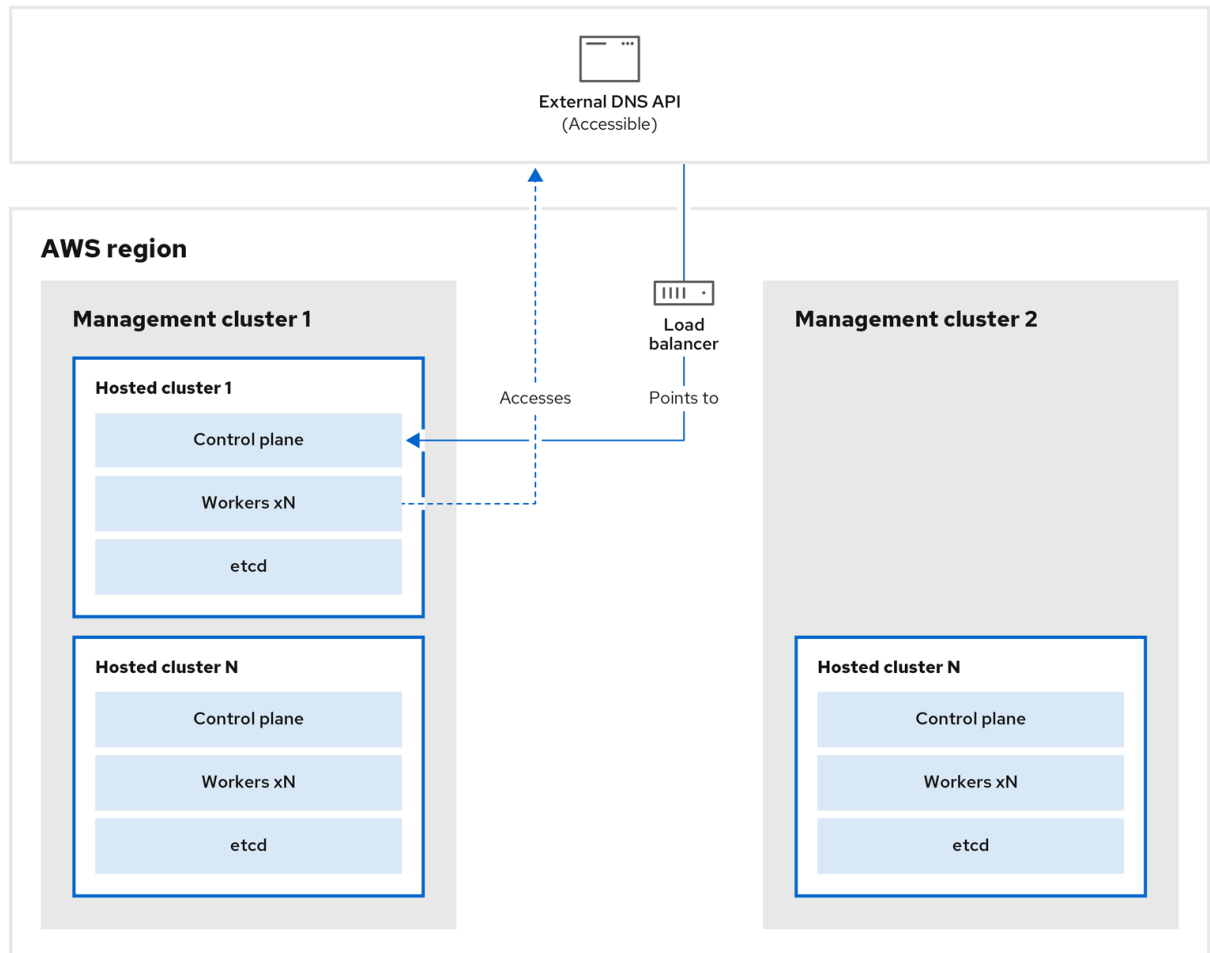 External DNS API
(Accessible)
AWS region
Management cluster 1
Hosted cluster 1
Control plane
Workers xN
etcd
Hosted cluster N
Control plane
Workers xN
etcd
Accesses
Load
balancer
Points to
Management cluster 2
Hosted cluster N
Control plane
Workers xN
etcd